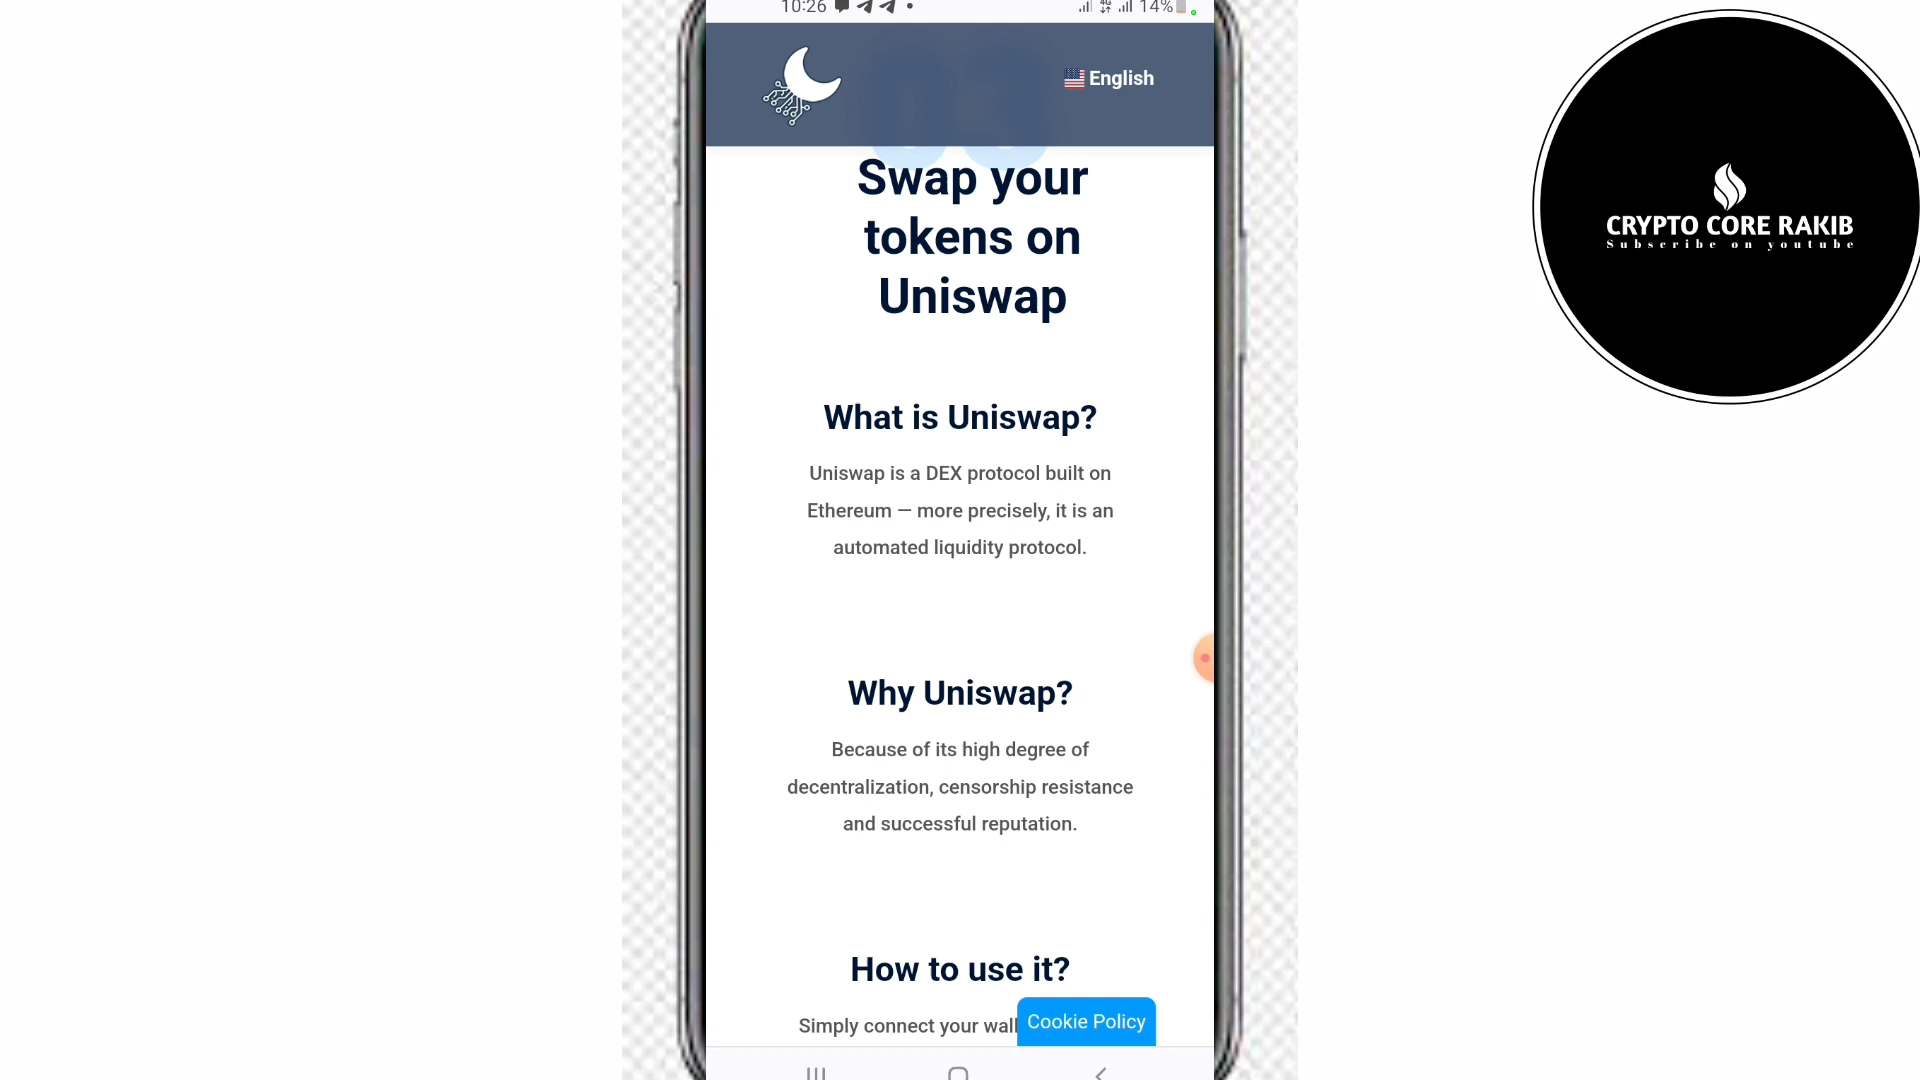 10:26
4G
14%
English
03
Swap your
tokens on
Uniswap
What is Uniswap?
Uniswap is a DEX protocol built on
Ethereum — more precisely, it is an
automated liquidity protocol.
Why Uniswap?
Because of its high degree of
decentralization, censorship resistance
and successful reputation.
How to use it?
Simply connect your wall
Cookie Policy
CRYPTO CORE RAKIB
Subscribe on youtube